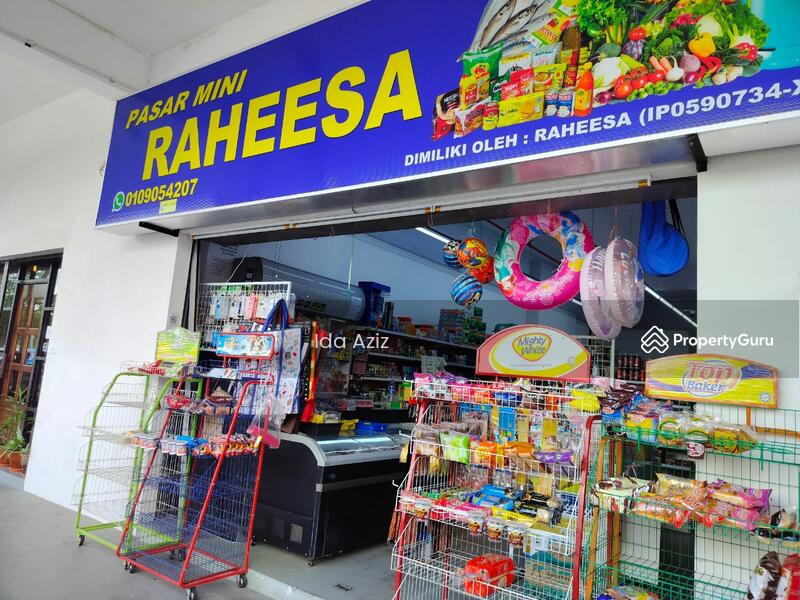 PASAR MINI
RAHEESA
0109054207
DIMILIKI OLEH : RAHEESA (IP0590734-X
Ida Aziz
PropertyGuru
Mighty White
Top Baker